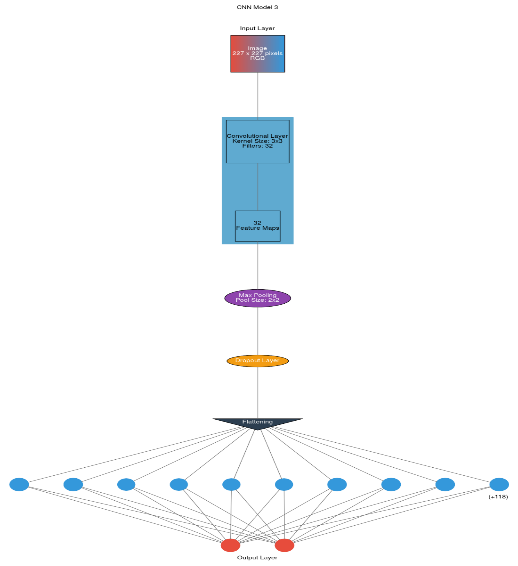 CNN Model 3
Input Layer
Image
227 x 227 pixels
RGB
Convolutional Layer
Kernel Size: 3x3
Filters: 32
32
Feature Maps
Max Pooling
Pool Size: 2x2
Dropout Layer
Flattening
(+118)
Output Layer